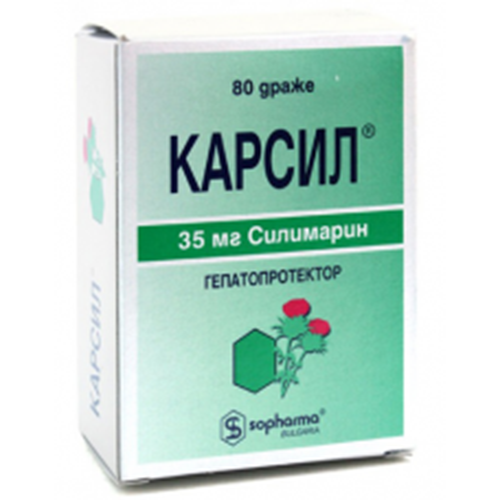 80 драже
КАРСИЛ®
35 мг Силимарин
ГЕПАТОПРОТЕКТОР
sopharma®
BULGARIA
КАРСИЛ